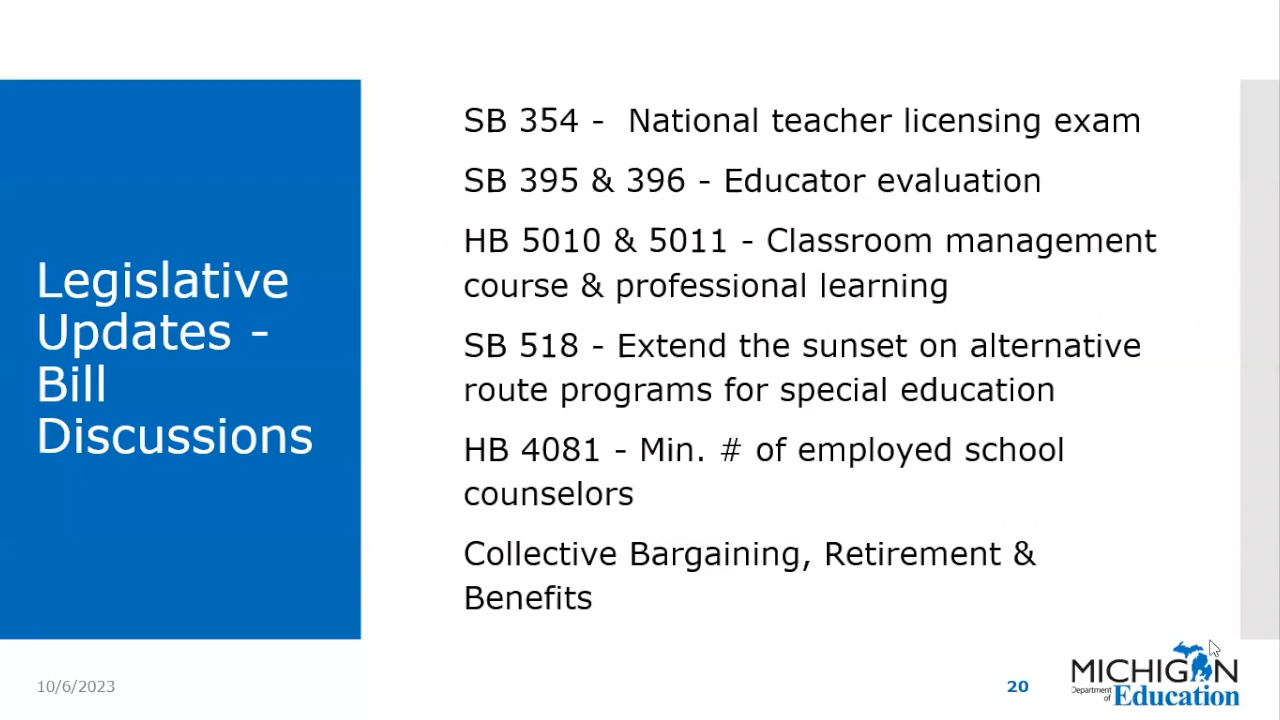 Legislative
Updates -
Bill
Discussions
SB 354 -  National teacher licensing exam
SB 395 & 396 - Educator evaluation
HB 5010 & 5011 - Classroom management
course & professional learning
SB 518 - Extend the sunset on alternative
route programs for special education
HB 4081 - Min. # of employed school
counselors
Collective Bargaining, Retirement &
Benefits
10/6/2023
20
MICHIGAN
Department
of Education